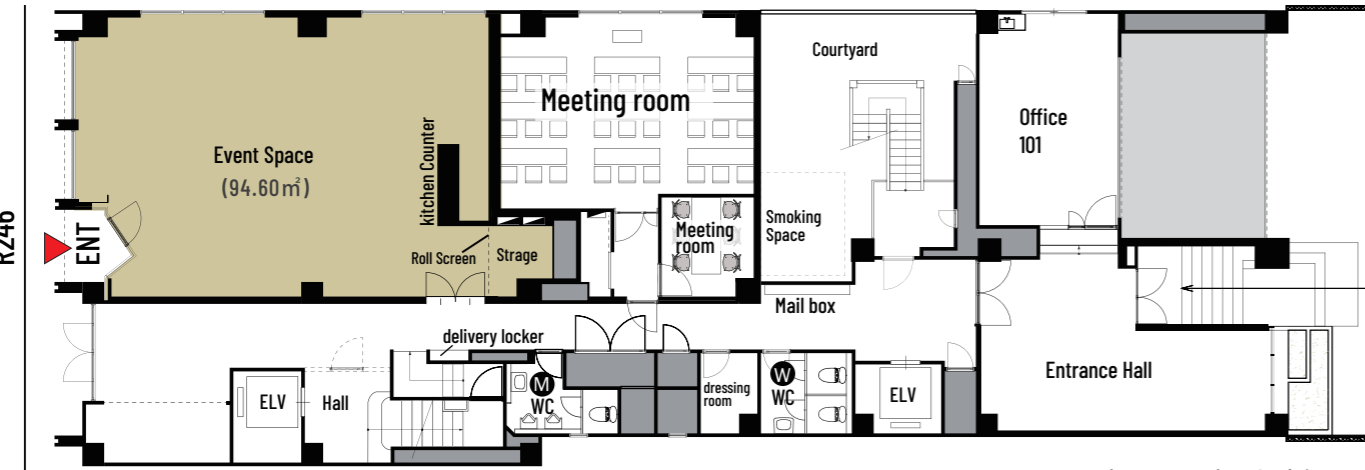 R246
ENT
Event Space
(94.60㎡)
kitchen Counter
Roll Screen
Strage
Meeting room
Meeting
room
Courtyard
Smoking
Space
Office
101
Mail box
delivery locker
ELV
Hall
M
WC
dressing
room
W
WC
ELV
Entrance Hall